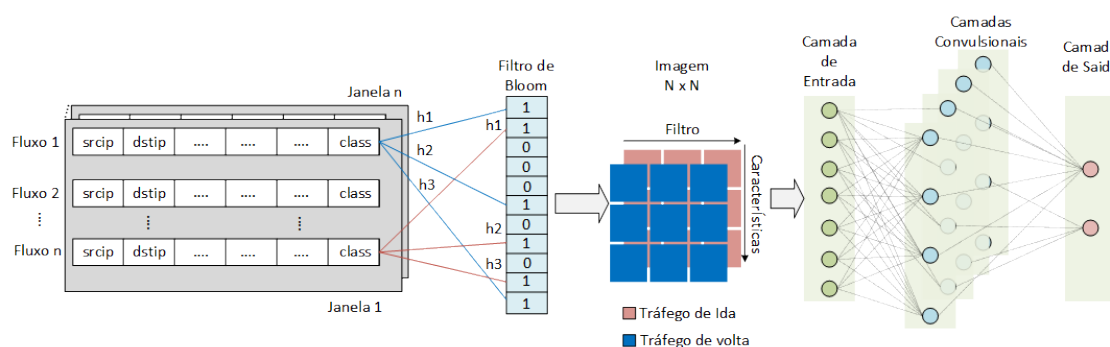 Janela n
Fluxo 1
srcip dstip .... .... .... class
Fluxo 2
srcip dstip .... .... .... class
⋮ ⋮ ⋮
Fluxo n
srcip dstip .... .... .... class
Janela 1
h1
h2
h3
h1
h2
h3
Filtro de
Bloom
1
1
0
0
0
1
0
1
0
1
1
Imagem
N x N
Filtro
Características
Tráfego de Ida
Tráfego de volta
Camada
de
Entrada
Camadas
Convulsionais
Camad
de Said